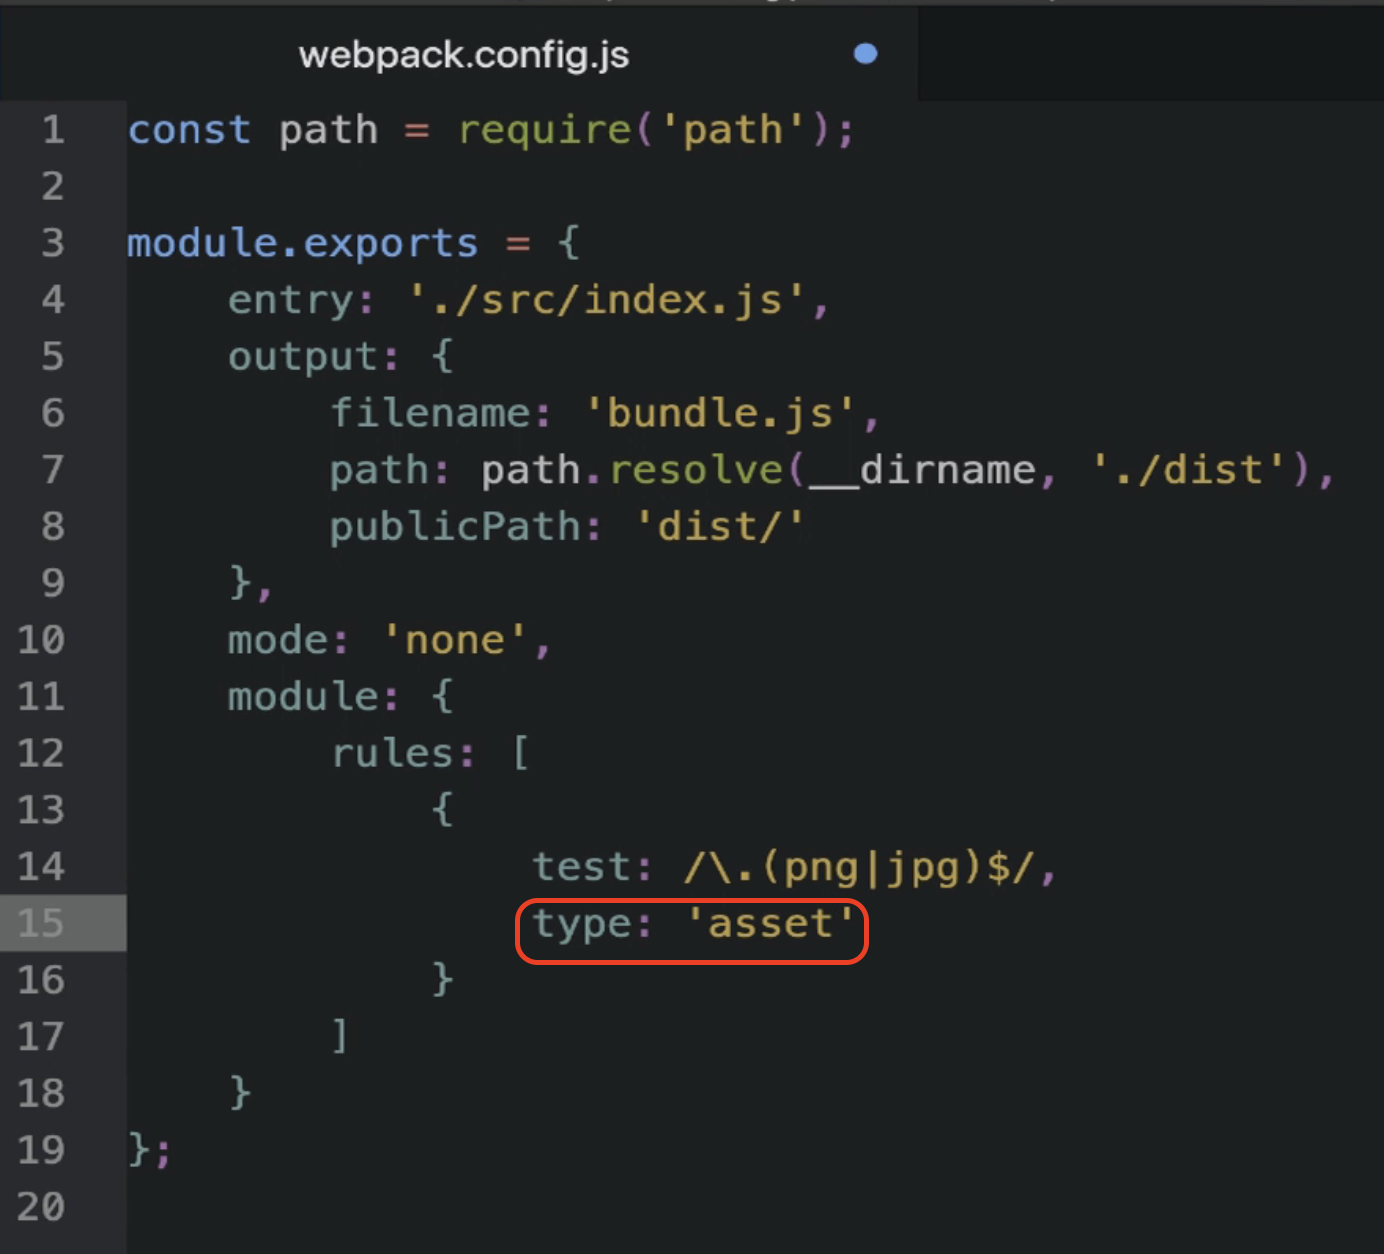 webpack.config.js
1 const path = require('path');
2
3 module.exports = {
4     entry: './src/index.js',
5     output: {
6         filename: 'bundle.js',
7         path: path.resolve(__dirname, './dist'),
8         publicPath: 'dist/'
9     },
10     mode: 'none',
11     module: {
12         rules: [
13             {
14                 test: /\.(png|jpg)$/,
15                 type: 'asset'
16             }
17         ]
18     }
19 };
20